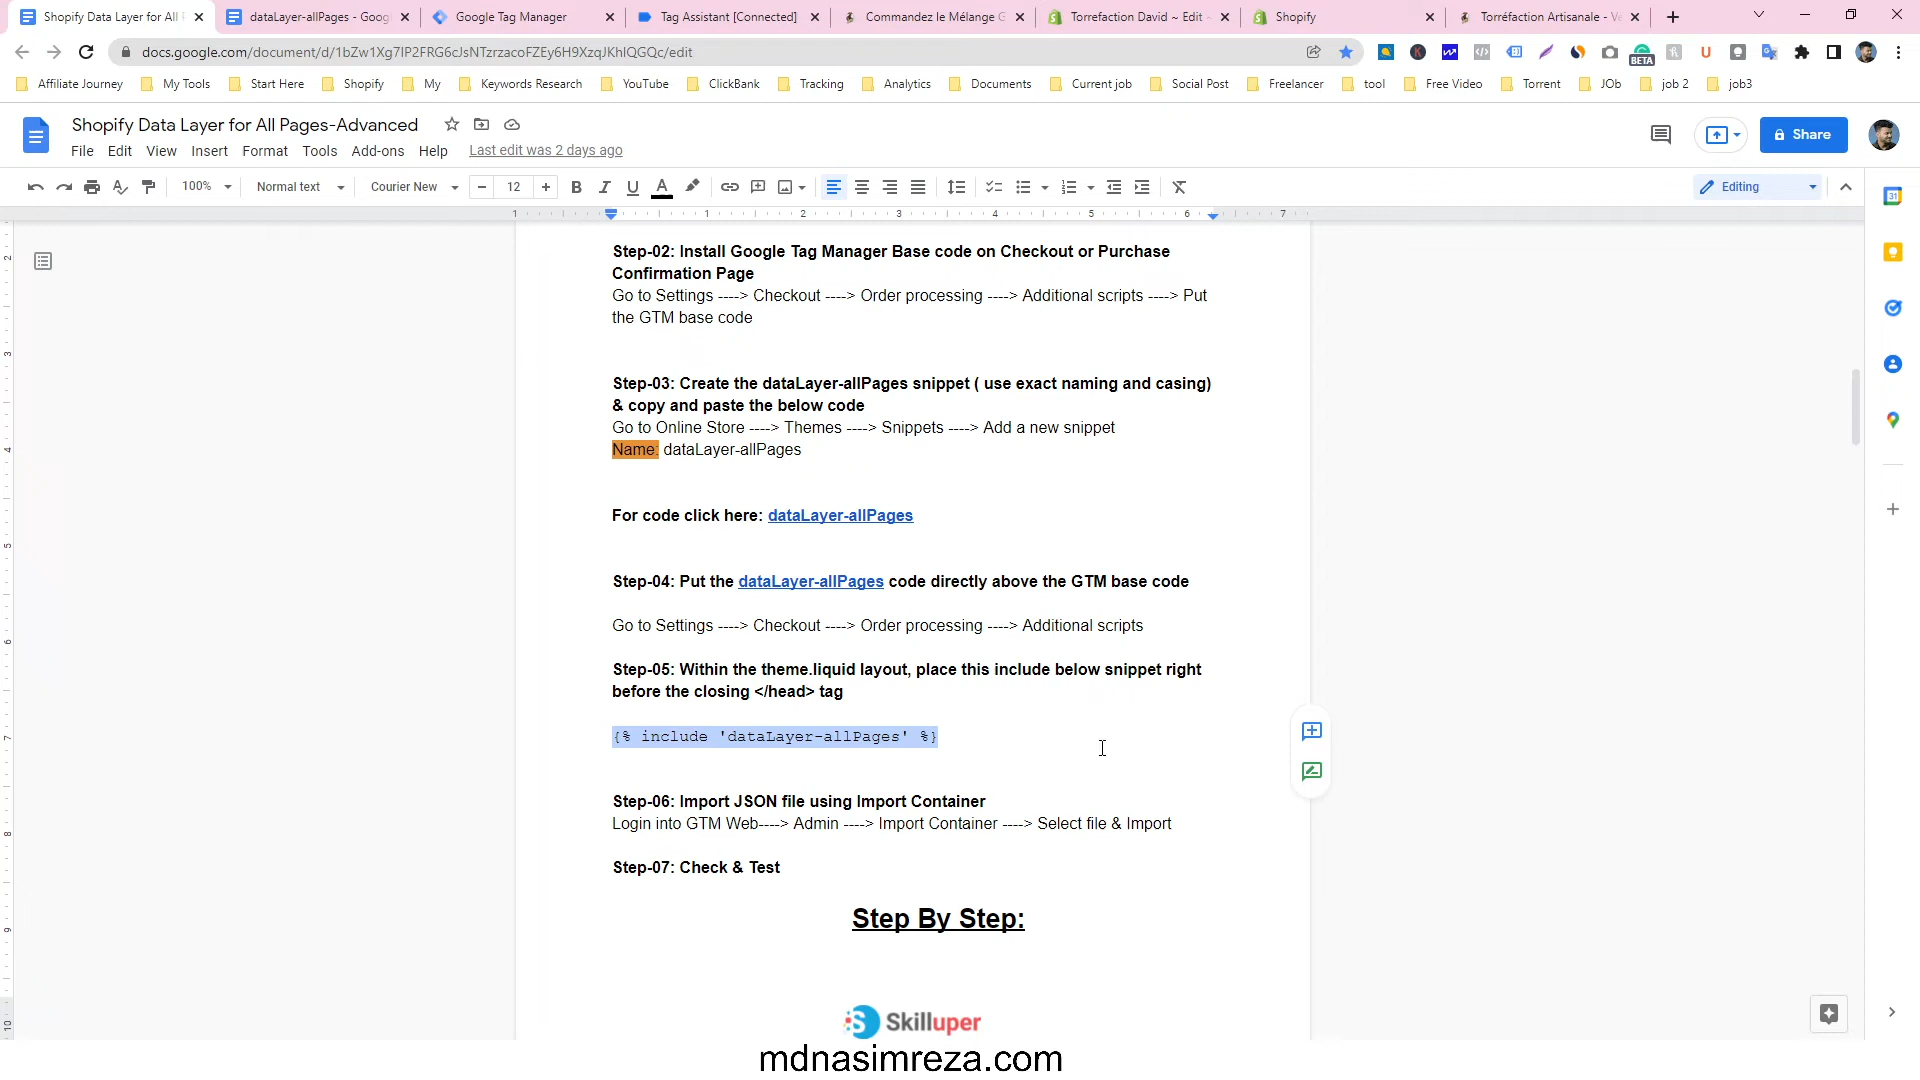 Shopify Data Layer for All
dataLayer-allPages - Goog
Google Tag Manager
Tag Assistant [Connected]
Commandez le Mélange G
Torrefaction David ~ Edit ~
Shopify
Torréfaction Artisanale - Ve
docs.google.com/document/d/1bZw1Xg7IP2FRG6cJsNTzrzacoFZEy6H9XzqJKhIQGQc/edit
BETA
Affiliate Journey
My Tools
Start Here
Shopify
My
Keywords Research
YouTube
ClickBank
Tracking
Analytics
Documents
Current job
Social Post
Freelancer
tool
Free Video
Torrent
JOb
job 2
job3
Shopify Data Layer for All Pages-Advanced
Share
File Edit View Insert Format Tools Add-ons Help Last edit was 2 days ago
100% Normal text Courier New 12 Editing
1 1 2 3 4 5 6 7
Step-02: Install Google Tag Manager Base code on Checkout or Purchase
Confirmation Page
Go to Settings ----> Checkout ----> Order processing ----> Additional scripts ----> Put
the GTM base code
Step-03: Create the dataLayer-allPages snippet ( use exact naming and casing)
& copy and paste the below code
Go to Online Store ----> Themes ----> Snippets ----> Add a new snippet
Name: dataLayer-allPages
For code click here: dataLayer-allPages
Step-04: Put the dataLayer-allPages code directly above the GTM base code
Go to Settings ----> Checkout ----> Order processing ----> Additional scripts
Step-05: Within the theme.liquid layout, place this include below snippet right
before the closing </head> tag
{% include 'dataLayer-allPages' %}
Step-06: Import JSON file using Import Container
Login into GTM Web----> Admin ----> Import Container ----> Select file & Import
Step-07: Check & Test
Step By Step:
Skilluper
mdnasimreza.com